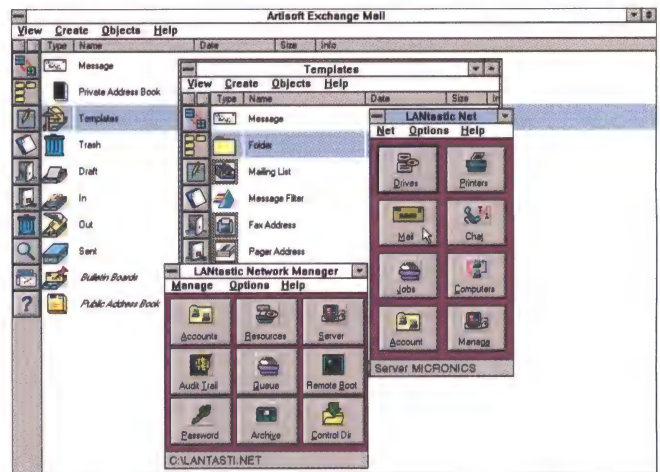 Artisoft Exchange Mail
View Create Objects Help
Type Name Date Size Info
Message
Private Address Book
Templates
Trash
Draft
In
Out
Sent
Bulletin Boards
Public Address Book
Templates
View Create Objects Help
Type Name Date Size In
Message
Folder
Mailing List
Message Filter
Fax Address
Pager Address
LANtastic Net
Net Options Help
Drives Printers
Mail Chat
Jobs Computers
Account Manage
Server MICRONICS
LANtastic Network Manager
Manage Options Help
Accounts Resources Server
Audit Trail Queue Remote Boot
Password Archive Control Dir
C:\LANTASTI.NET